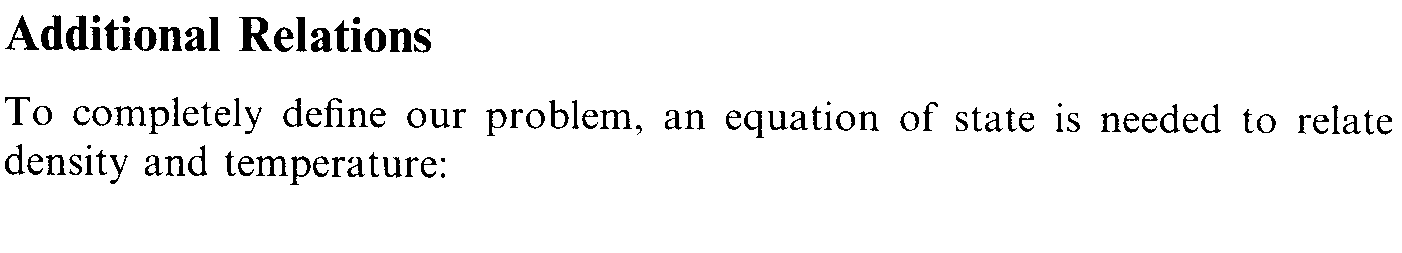 Additional Relations
To completely define our problem, an equation of state is needed to relate
density and temperature: